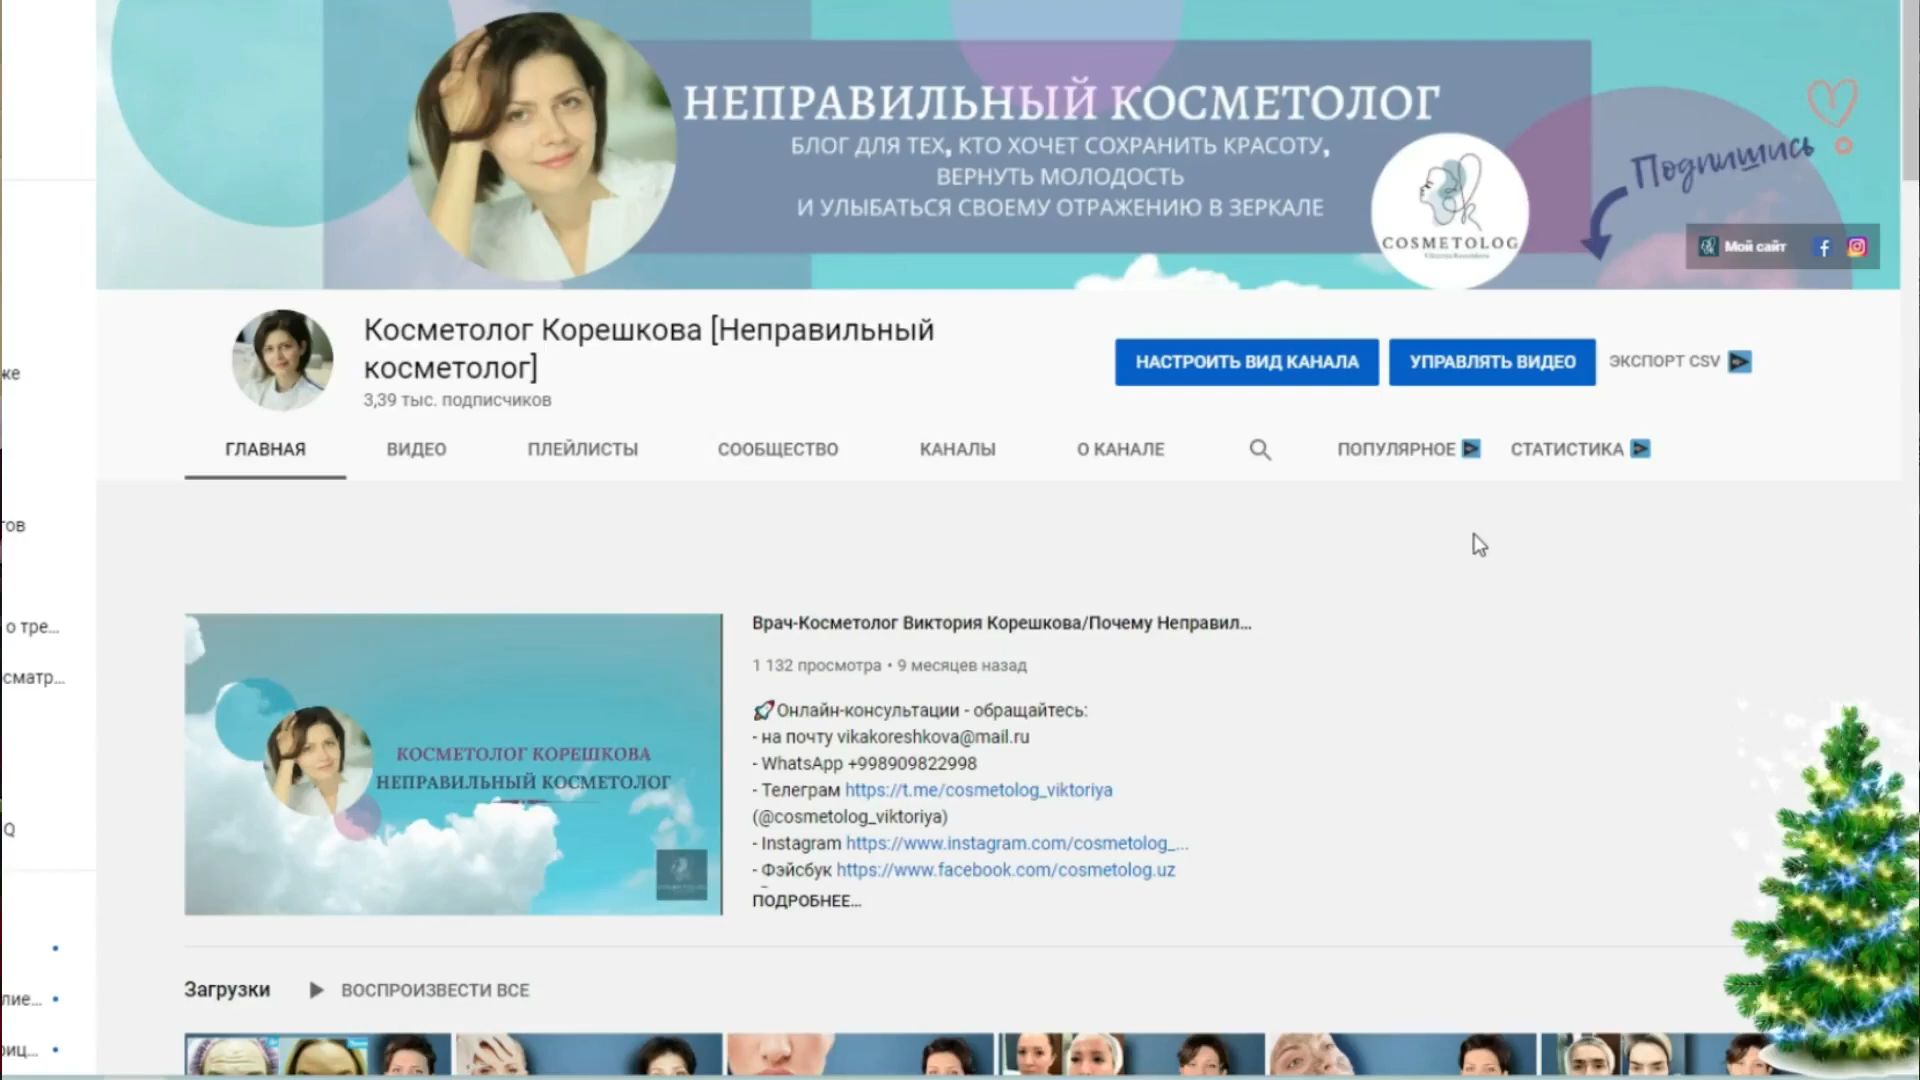 НЕПРАВИЛЬНЫЙ КОСМЕТОЛОГ
БЛОГ ДЛЯ ТЕХ, КТО ХОЧЕТ СОХРАНИТЬ КРАСОТУ,
ВЕРНУТЬ МОЛОДОСТЬ
И УЛЫБАТЬСЯ СВОЕМУ ОТРАЖЕНИЮ В ЗЕРКАЛЕ
COSMETOLOG
Подпишись
Мой сайт
Косметолог Корешкова [Неправильный
косметолог]
3,39 тыс. подписчиков
НАСТРОИТЬ ВИД КАНАЛА
УПРАВЛЯТЬ ВИДЕО
ЭКСПОРТ CSV
ГЛАВНАЯ
ВИДЕО
ПЛЕЙЛИСТЫ
СООБЩЕСТВО
КАНАЛЫ
О КАНАЛЕ
ПОПУЛЯРНОЕ
СТАТИСТИКА
же
тов
о тре...
сматр...
Q
лие...
риц...
КОСМЕТОЛОГ КОРЕШКОВА
НЕПРАВИЛЬНЫЙ КОСМЕТОЛОГ
Врач-Косметолог Виктория Корешкова/Почему Неправил...
1 132 просмотра • 9 месяцев назад
Онлайн-консультации - обращайтесь:
- на почту vikakoreshkova@mail.ru
- WhatsApp +998909822998
- Телеграм https://t.me/cosmetolog_viktoriya
(@cosmetolog_viktoriya)
- Instagram https://www.instagram.com/cosmetolog_...
- Фэйсбук https://www.facebook.com/cosmetolog.uz
ПОДРОБНЕЕ...
Загрузки
ВОСПРОИЗВЕСТИ ВСЕ